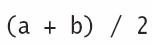 (a + b) / 2